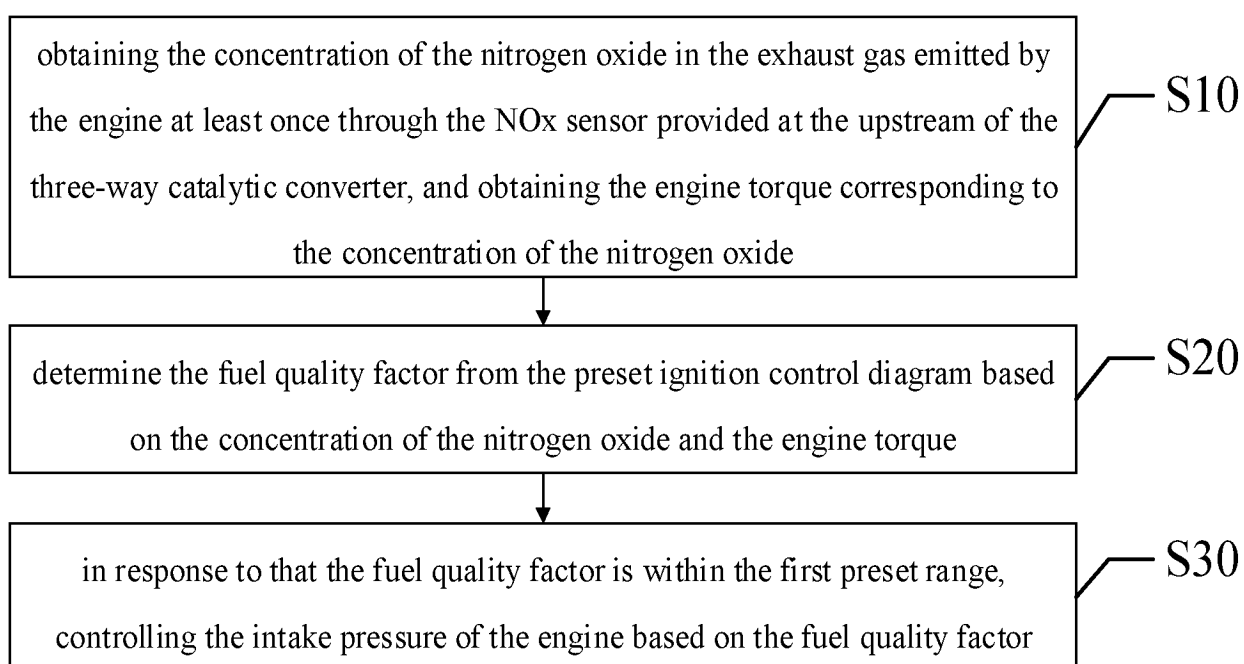 obtaining the concentration of the nitrogen oxide in the exhaust gas emitted by
the engine at least once through the NOx sensor provided at the upstream of the
three-way catalytic converter, and obtaining the engine torque corresponding to
the concentration of the nitrogen oxide
S10
determine the fuel quality factor from the preset ignition control diagram based
on the concentration of the nitrogen oxide and the engine torque
S20
in response to that the fuel quality factor is within the first preset range,
controlling the intake pressure of the engine based on the fuel quality factor
S30